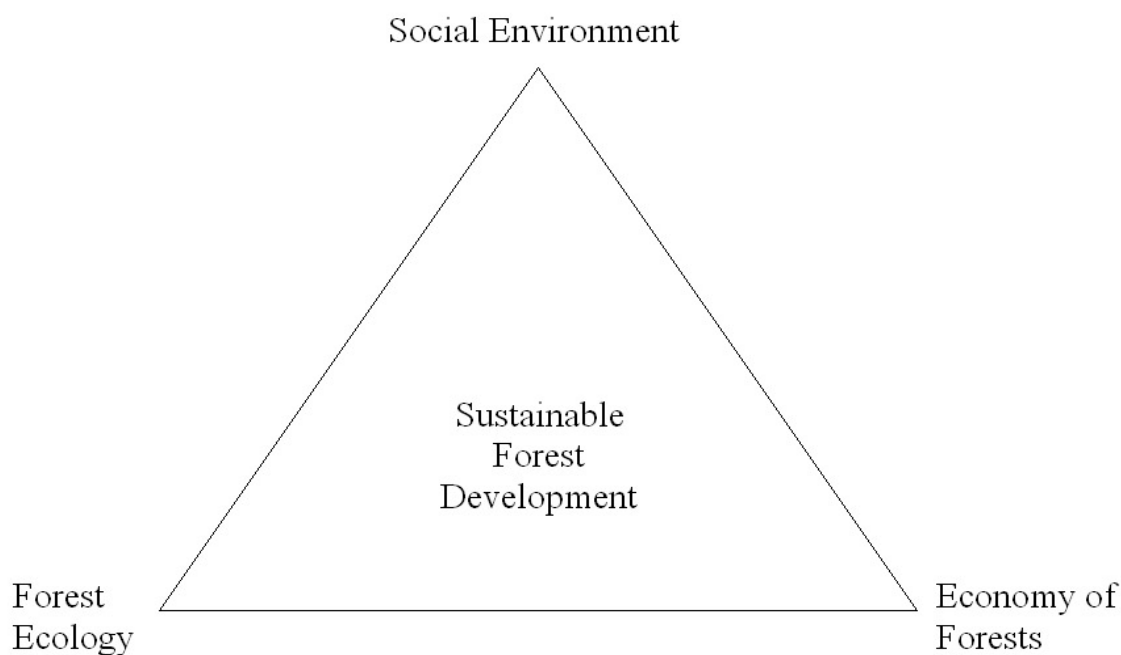 Social Environment
Sustainable
Forest
Development
Forest
Ecology
Economy of
Forests